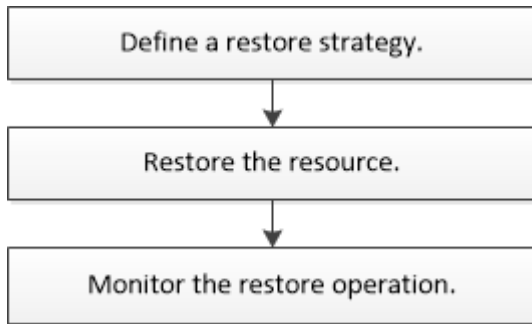 Define a restore strategy.
Restore the resource.
Monitor the restore operation.